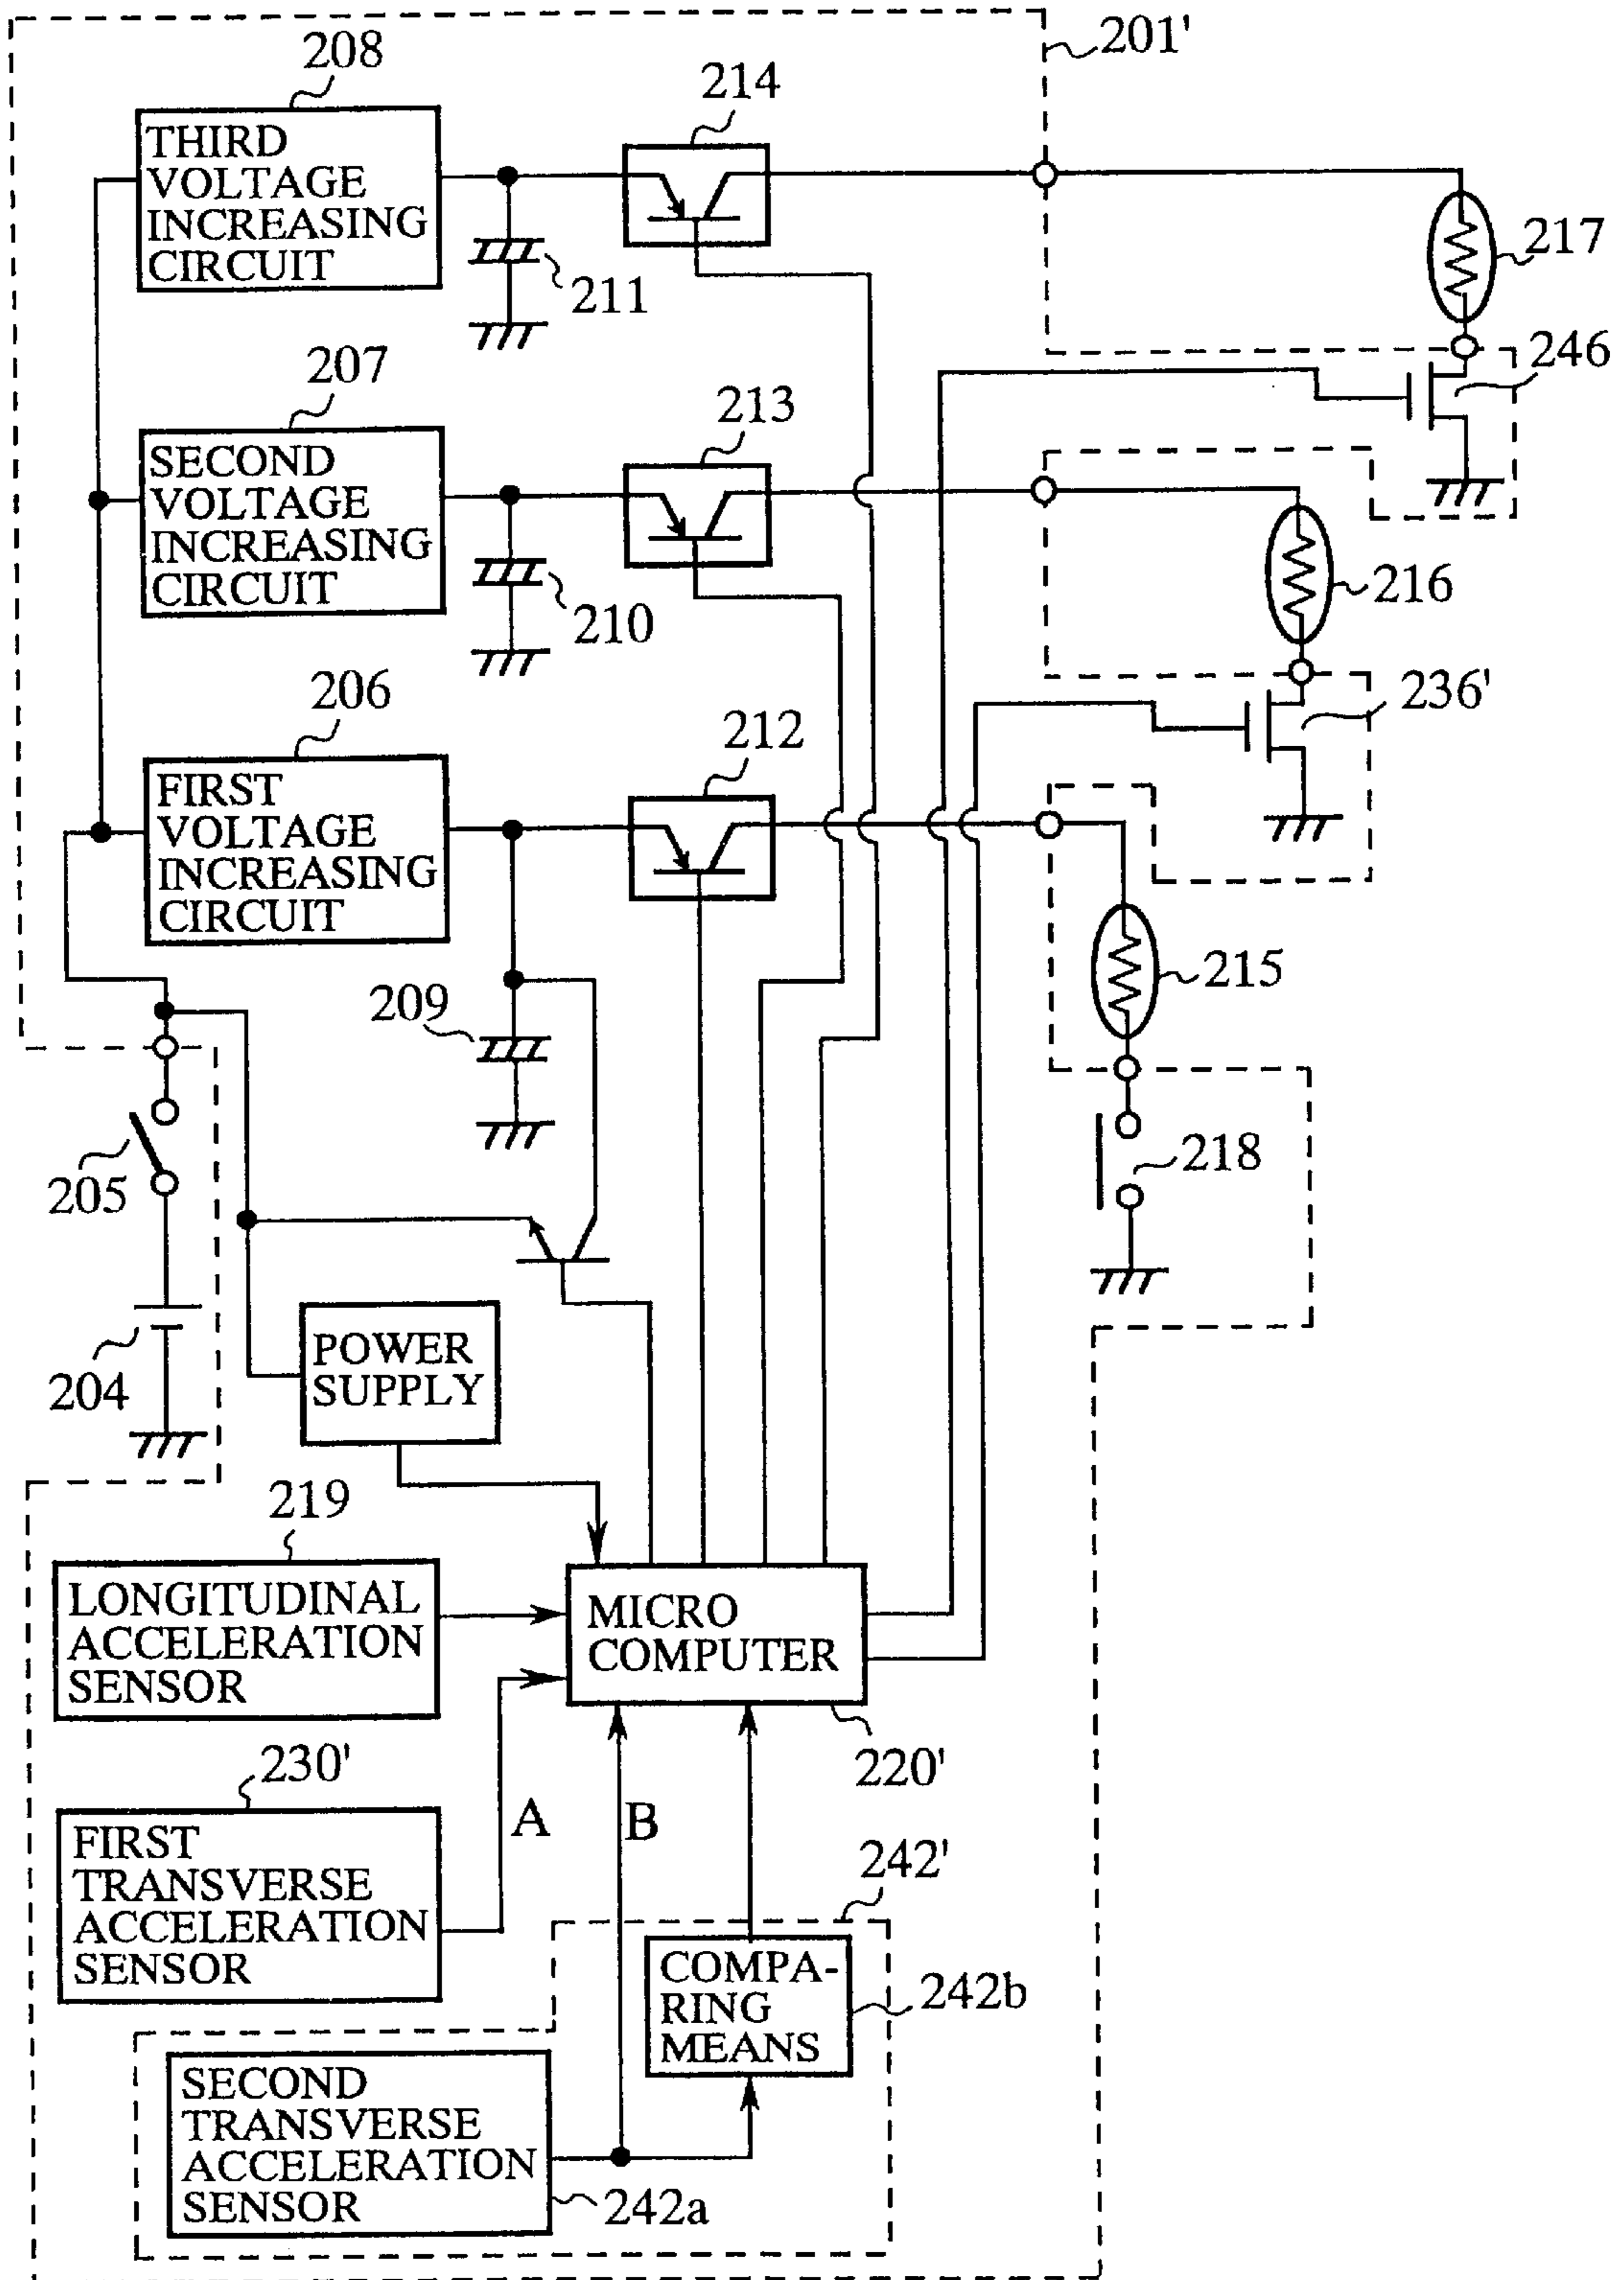 201'
208
214
THIRD
VOLTAGE
INCREASING
CIRCUIT
217
211
246
207
213
SECOND
VOLTAGE
INCREASING
CIRCUIT
216
210
206
236'
212
FIRST
VOLTAGE
INCREASING
CIRCUIT
215
209
218
205
POWER
SUPPLY
204
219
LONGITUDINAL
ACCELERATION
SENSOR
MICRO
COMPUTER
230'
220'
A
B
FIRST
TRANSVERSE
ACCELERATION
SENSOR
242'
COMPA-
RING
MEANS
242b
SECOND
TRANSVERSE
ACCELERATION
SENSOR
242a